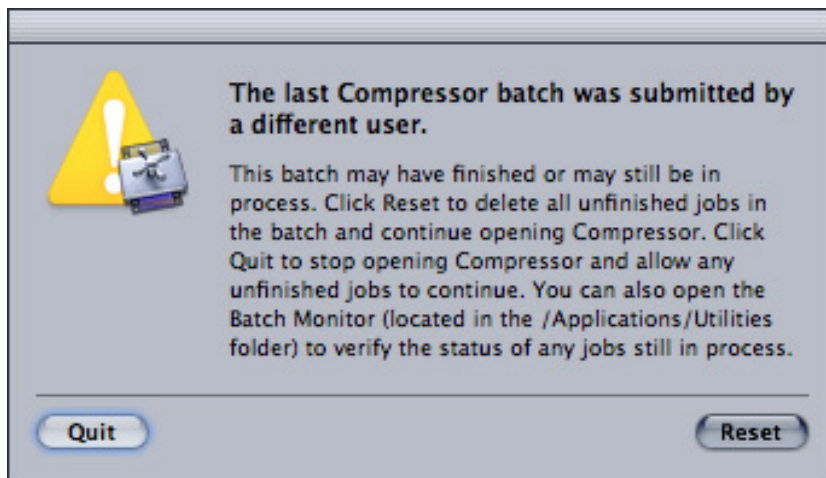 The last Compressor batch was submitted by
a different user.
This batch may have finished or may still be in
process. Click Reset to delete all unfinished jobs in
the batch and continue opening Compressor. Click
Quit to stop opening Compressor and allow any
unfinished jobs to continue. You can also open the
Batch Monitor (located in the /Applications/Utilities
folder) to verify the status of any jobs still in process.
Quit
Reset